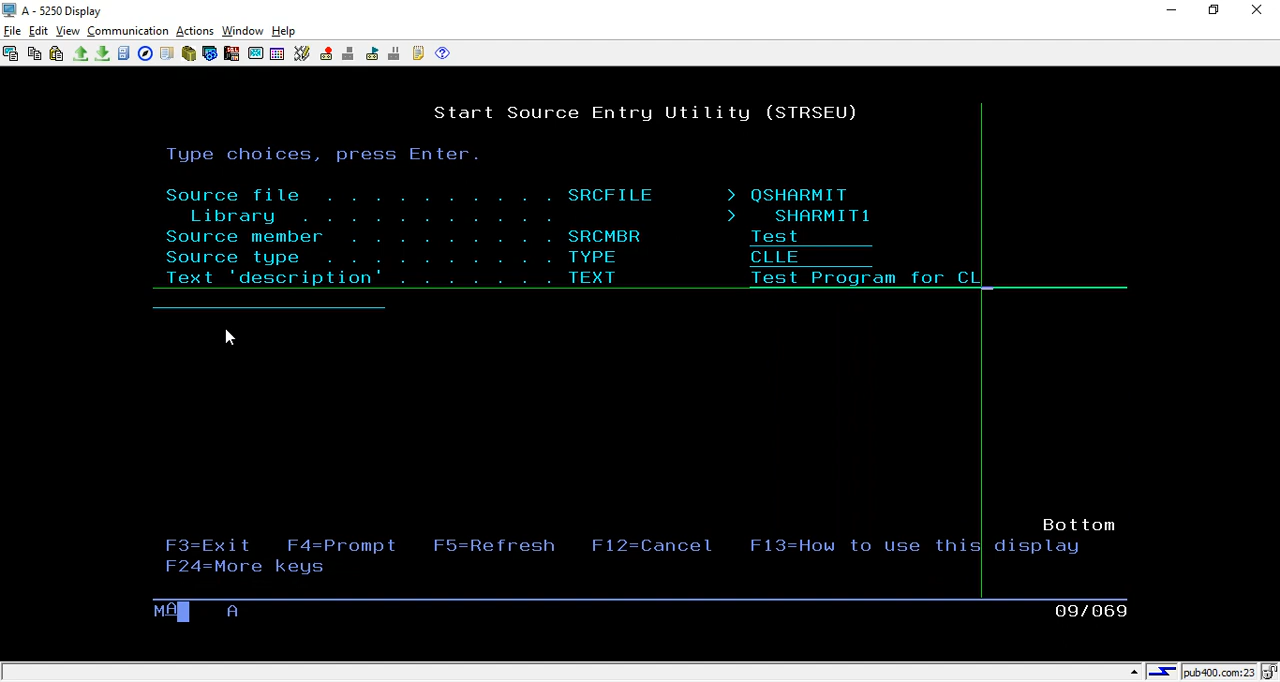 A - 5250 Display
File Edit View Communication Actions Window Help
Start Source Entry Utility (STRSEU)
Type choices, press Enter.
Source file . . . . . . . . . . SRCFILE > QSHARMIT
Library . . . . . . . . . . . > SHARMIT1
Source member . . . . . . . . . SRCMBR Test
Source type . . . . . . . . . . TYPE CLLE
Text 'description' . . . . . . . TEXT Test Program for CL
Bottom
F3=Exit F4=Prompt F5=Refresh F12=Cancel F13=How to use this display
F24=More keys
MA A 09/069
pub400.com:23